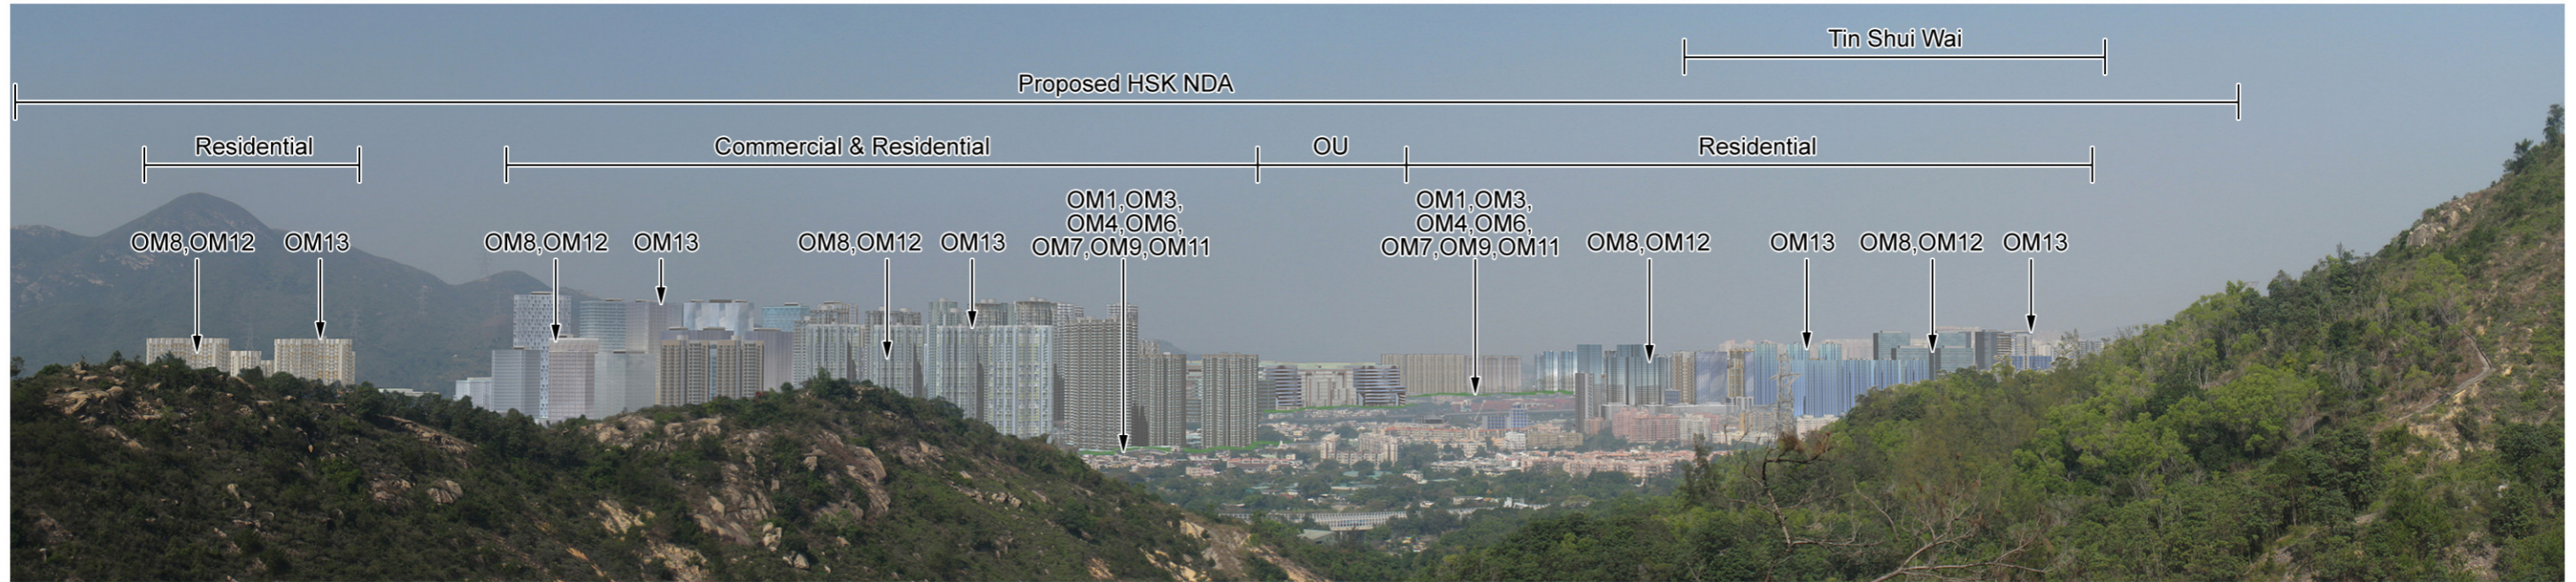 Tin Shui Wai
Proposed HSK NDA
Residential
Commercial & Residential
OU
Residential
OM1,OM3,
OM4,OM6,
OM7,OM9,OM11
OM1,OM3,
OM4,OM6,
OM7,OM9,OM11
OM8,OM12
OM13
OM8,OM12
OM13
OM8,OM12
OM13
OM8,OM12
OM13
OM8,OM12
OM13